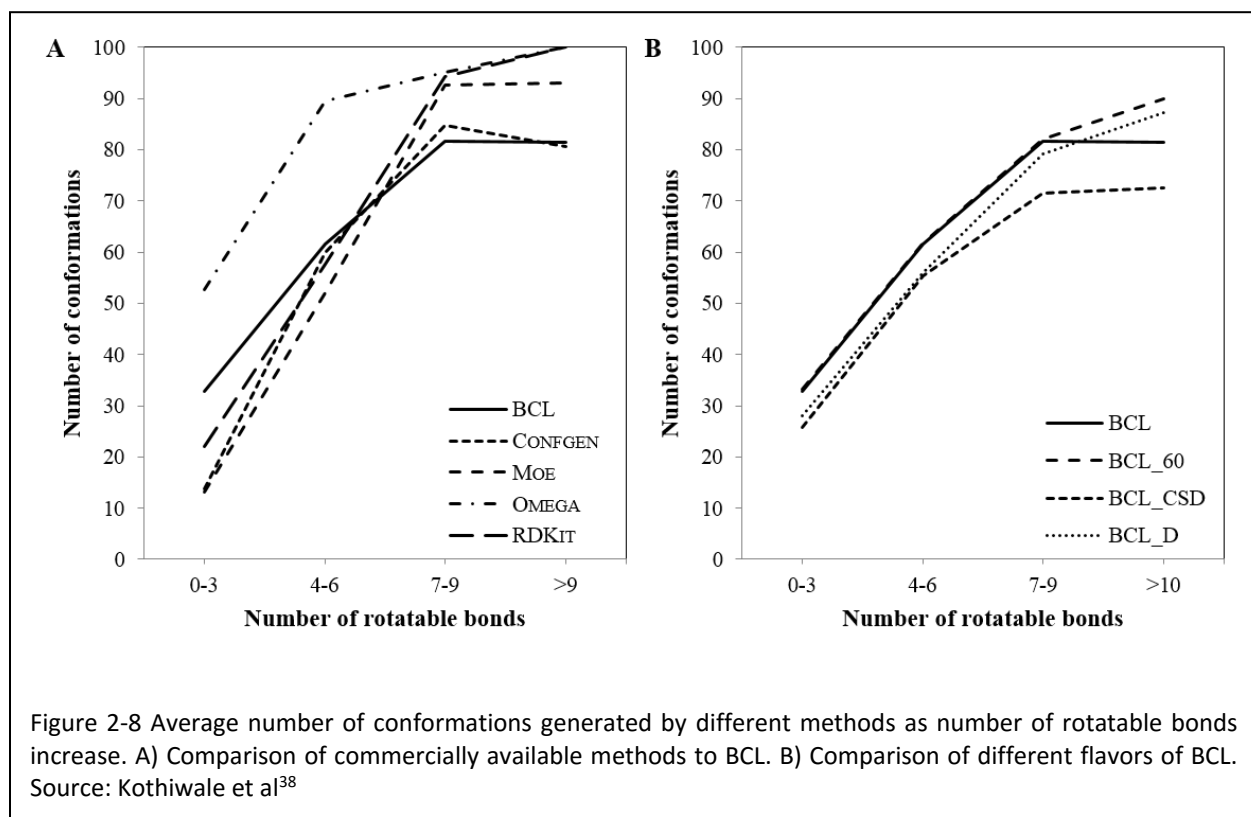 A
100
90
80
70
60
50
40
30
20
10
0
Number of conformations
BCL
CONFGEN
MOE
OMEGA
RDKIT
0-3 4-6 7-9 >9
Number of rotatable bonds
B
100
90
80
70
60
50
40
30
20
10
0
Number of conformations
BCL
BCL_60
BCL_CSD
BCL_D
0-3 4-6 7-9 >10
Number of rotatable bonds
Figure 2-8 Average number of conformations generated by different methods as number of rotatable bonds
increase. A) Comparison of commercially available methods to BCL. B) Comparison of different flavors of BCL.
Source: Kothiwale et al38